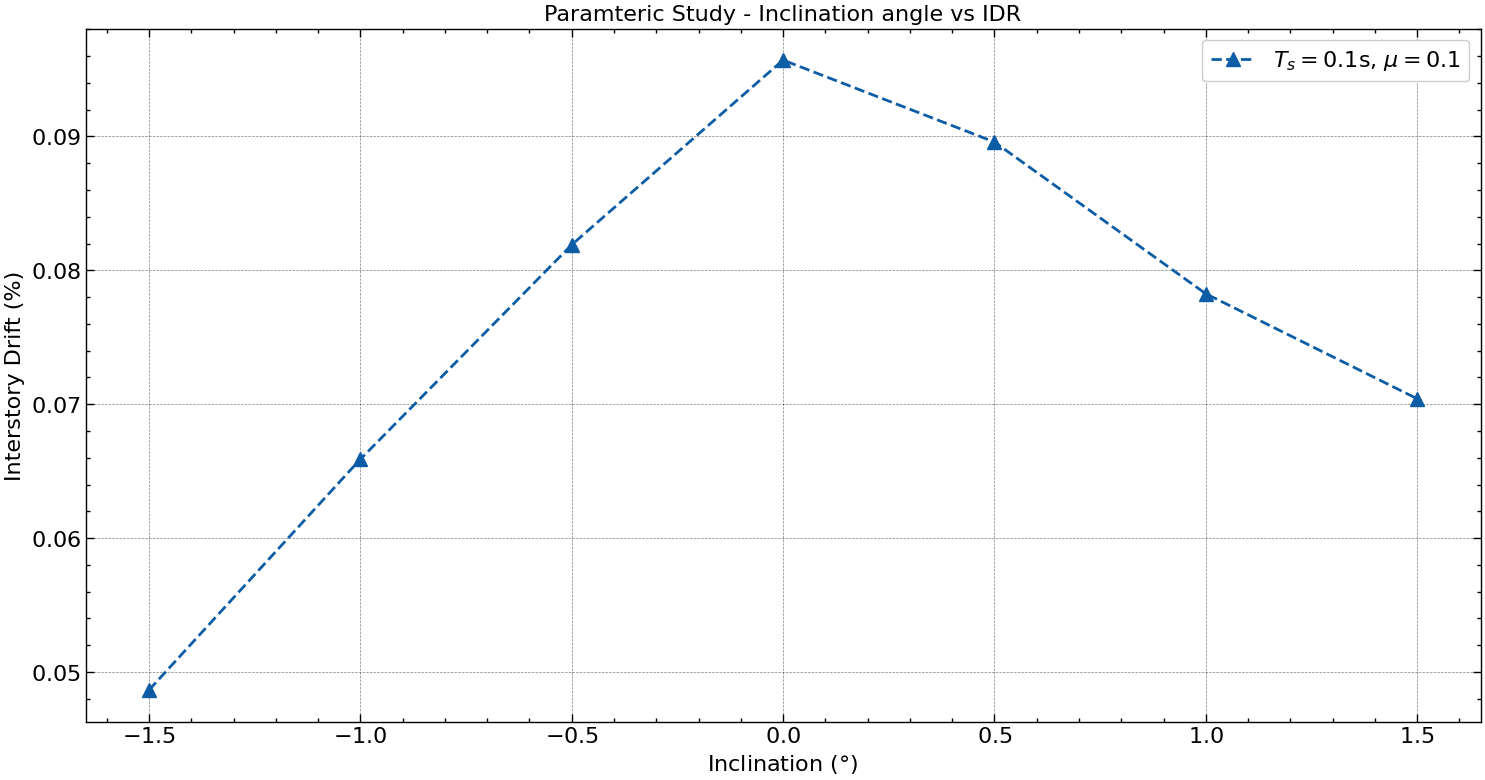 Paramteric Study - Inclination angle vs IDR
T_s = 0.1s, μ = 0.1
Interstory Drift (%)
0.09
0.08
0.07
0.06
0.05
−1.5 −1.0 −0.5 0.0 0.5 1.0 1.5
Inclination (°)